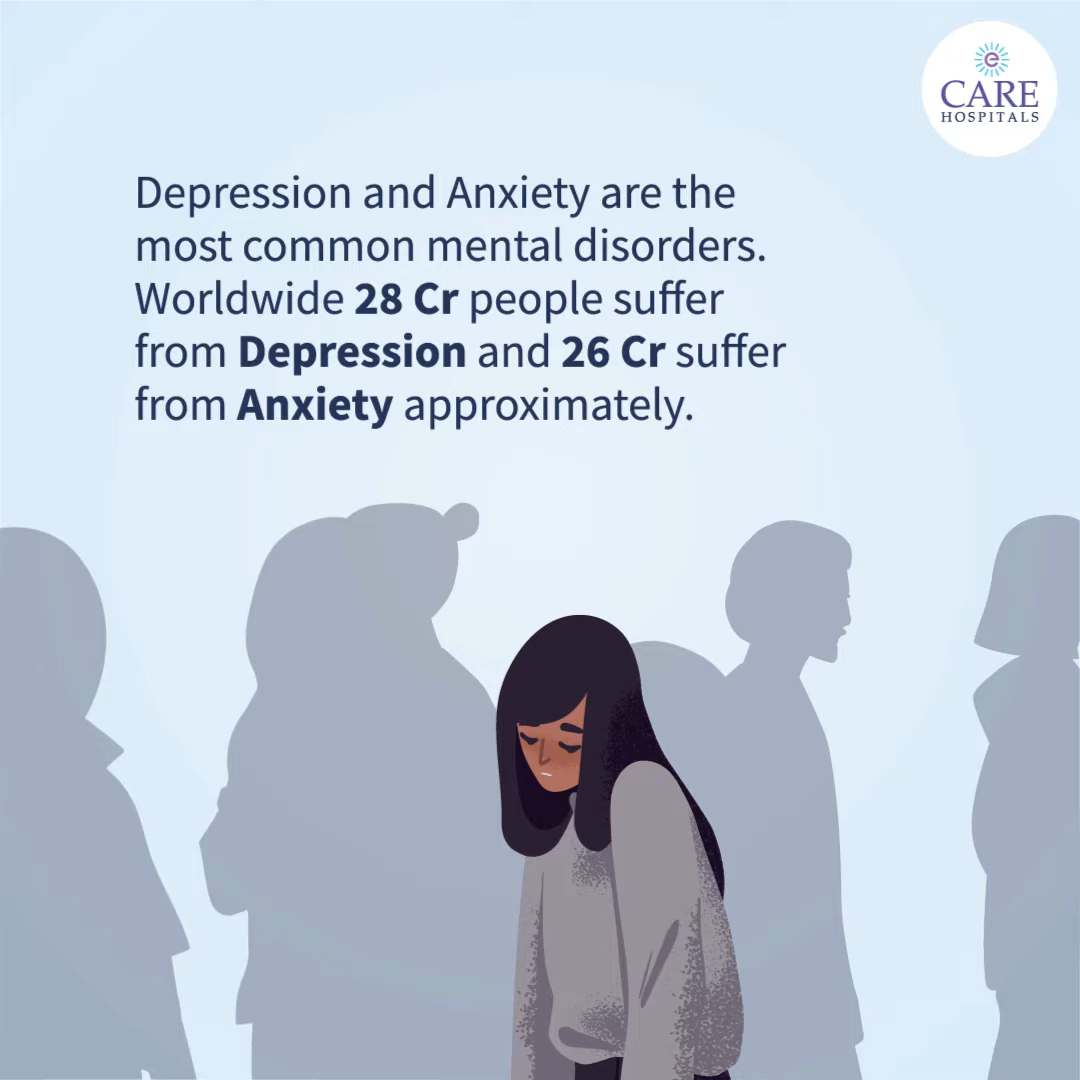 e
CARE
HOSPITALS
Depression and Anxiety are the
most common mental disorders.
Worldwide 28 Cr people suffer
from Depression and 26 Cr suffer
from Anxiety approximately.